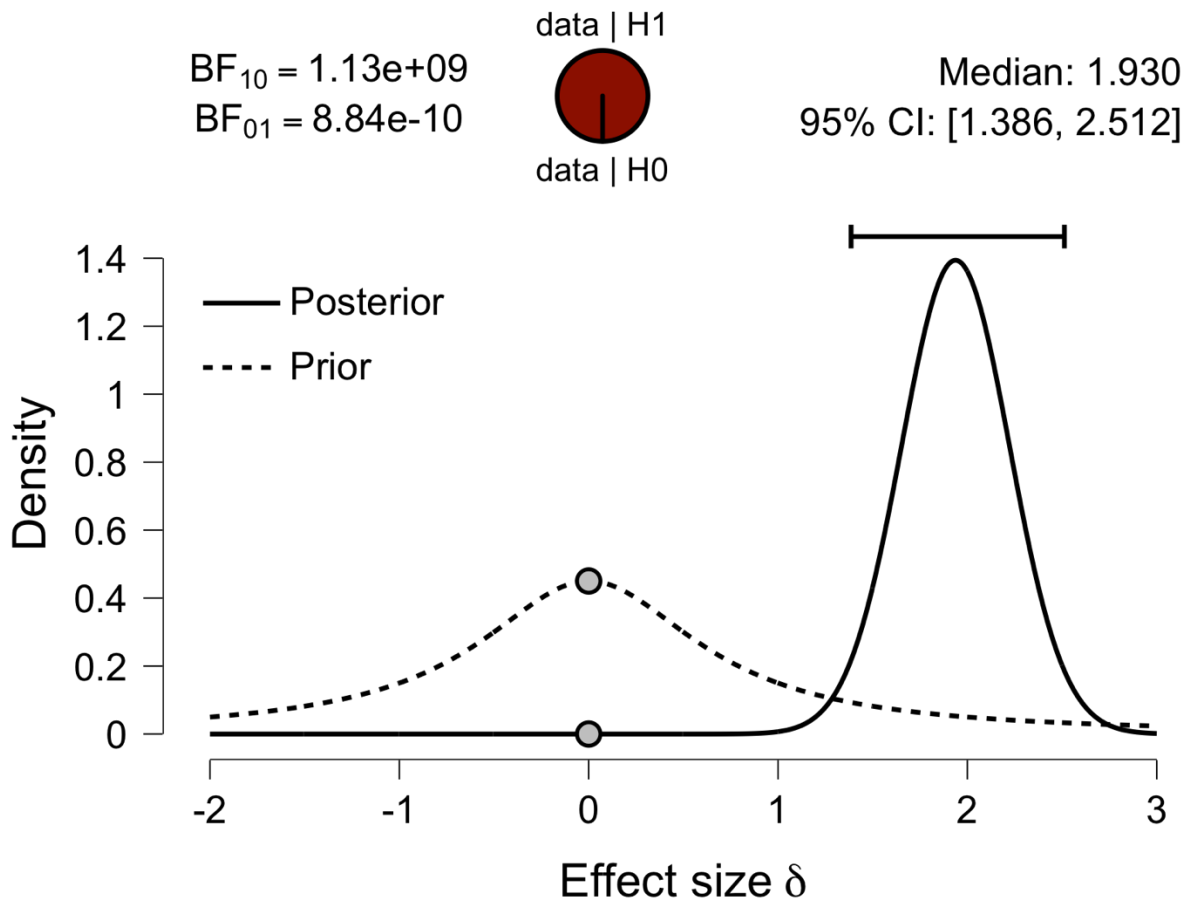 data | H1
BF₁₀ = 1.13e+09
BF₀₁ = 8.84e-10
Median: 1.930
95% CI: [1.386, 2.512]
data | H0
1.4
1.2
1
0.8
0.6
0.4
0.2
0
Density
Posterior
Prior
-2 -1 0 1 2 3
Effect size δ